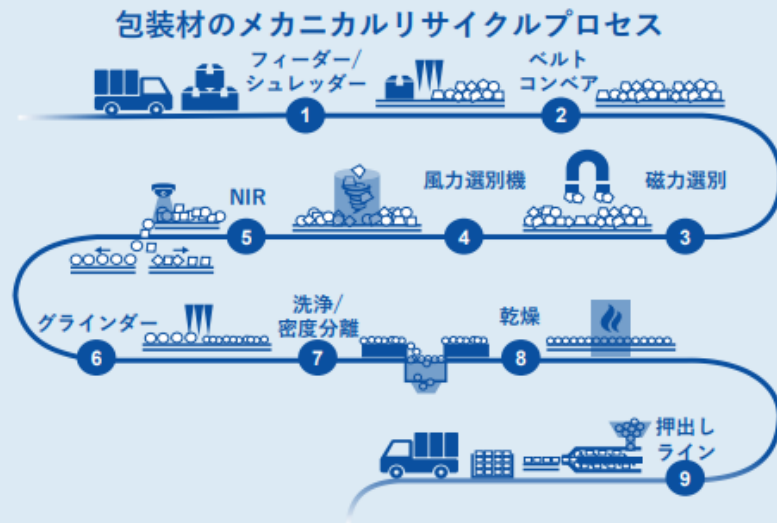 包装材のメカニカルリサイクルプロセス
フィーダー/
シュレッダー
1
ベルト
コンベア
2
磁力選別
3
風力選別機
4
NIR
5
グラインダー
6
洗浄/
密度分離
7
乾燥
8
押出し
ライン
9